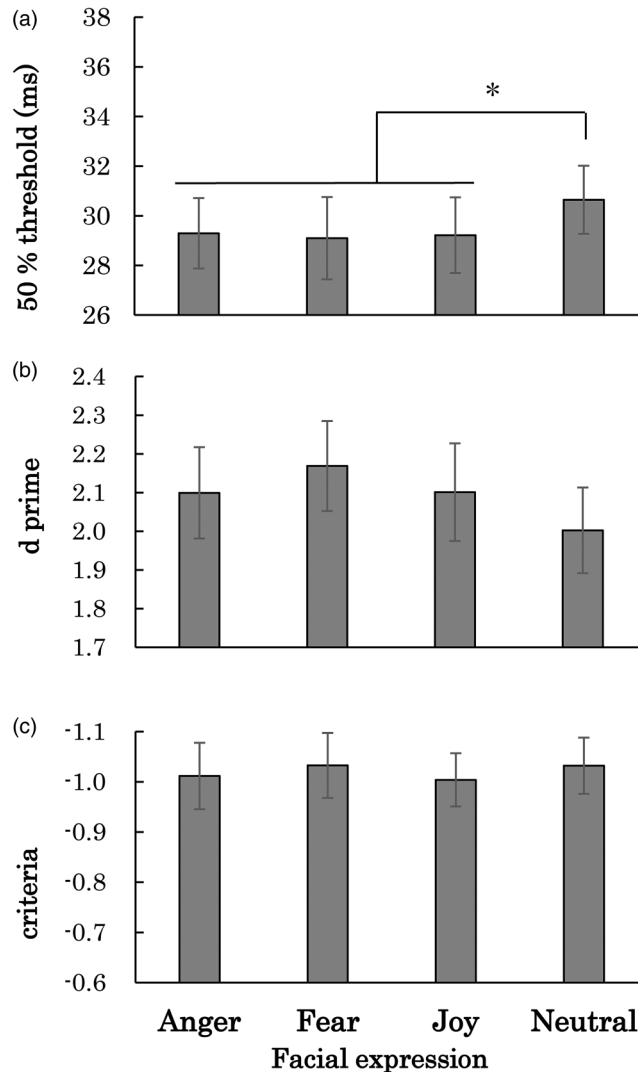 (a)
50 % threshold (ms)
38
36
34
32
30
28
26
*
(b)
d prime
2.4
2.3
2.2
2.1
2.0
1.9
1.8
1.7
(c)
criteria
-1.1
-1.0
-0.9
-0.8
-0.7
-0.6
Anger Fear Joy Neutral
Facial expression